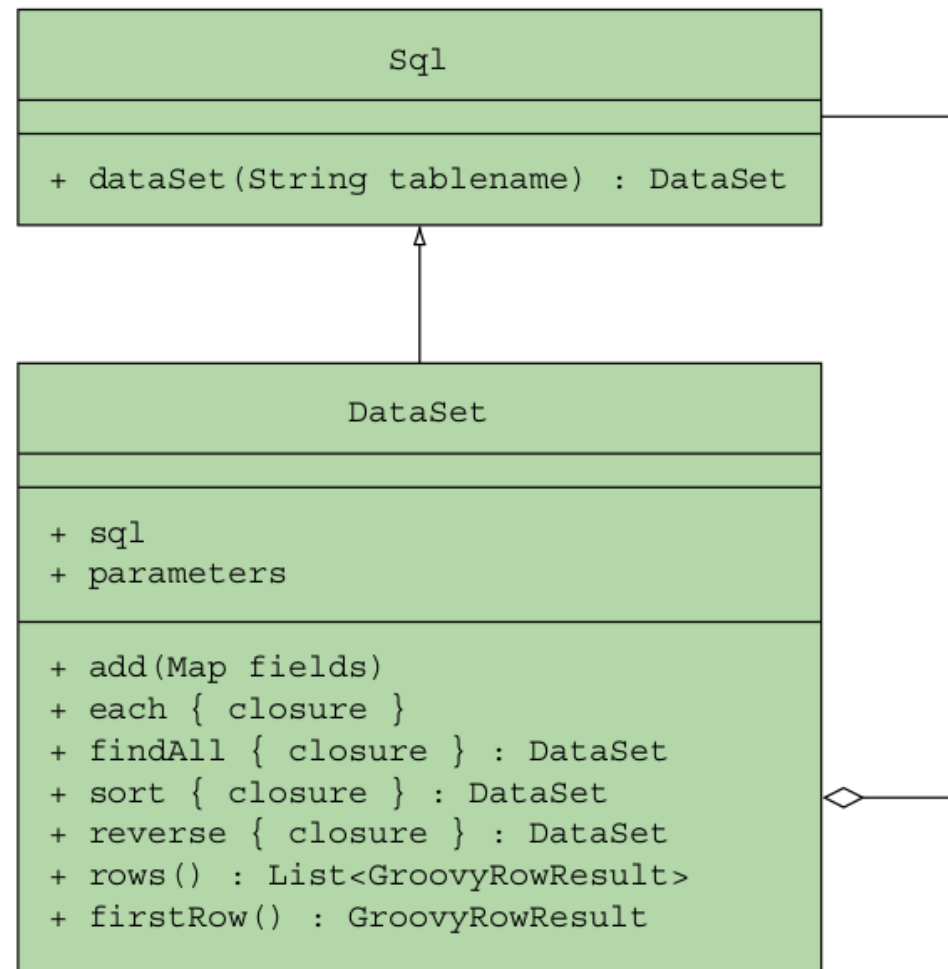 Sql
+ dataSet(String tablename) : DataSet
DataSet
+ sql
+ parameters
+ add(Map fields)
+ each { closure }
+ findAll { closure } : DataSet
+ sort { closure } : DataSet
+ reverse { closure } : DataSet
+ rows() : List<GroovyRowResult>
+ firstRow() : GroovyRowResult